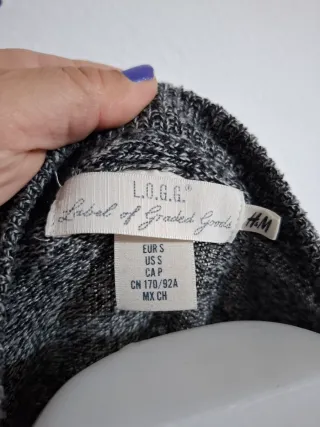 L.O.G.G.®
Label of Graded Goods
H&M
EUR S
US S
CA P
CN 170/92A
MX CH